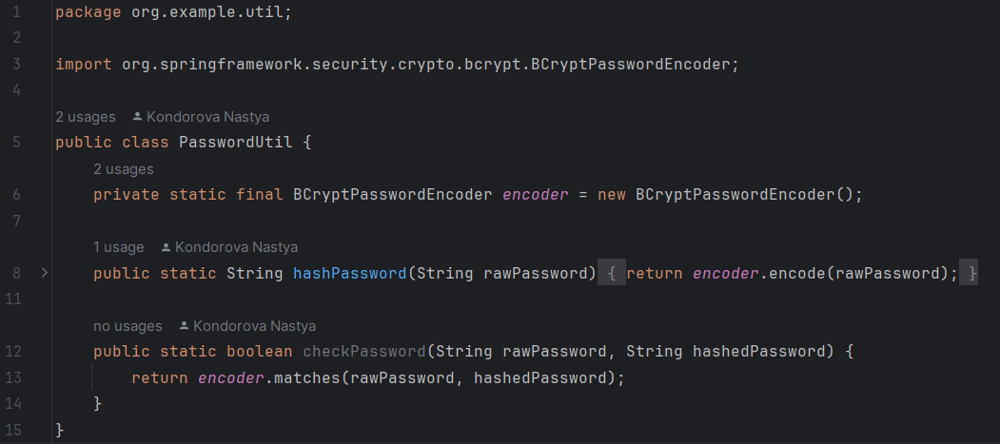 1 package org.example.util;
2
3 import org.springframework.security.crypto.bcrypt.BCryptPasswordEncoder;
4
2 usages Kondorova Nastya
5 public class PasswordUtil {
2 usages
6 private static final BCryptPasswordEncoder encoder = new BCryptPasswordEncoder();
7
1 usage Kondorova Nastya
8 public static String hashPassword(String rawPassword) { return encoder.encode(rawPassword); }
11
no usages Kondorova Nastya
12 public static boolean checkPassword(String rawPassword, String hashedPassword) {
13 return encoder.matches(rawPassword, hashedPassword);
14 }
15 }